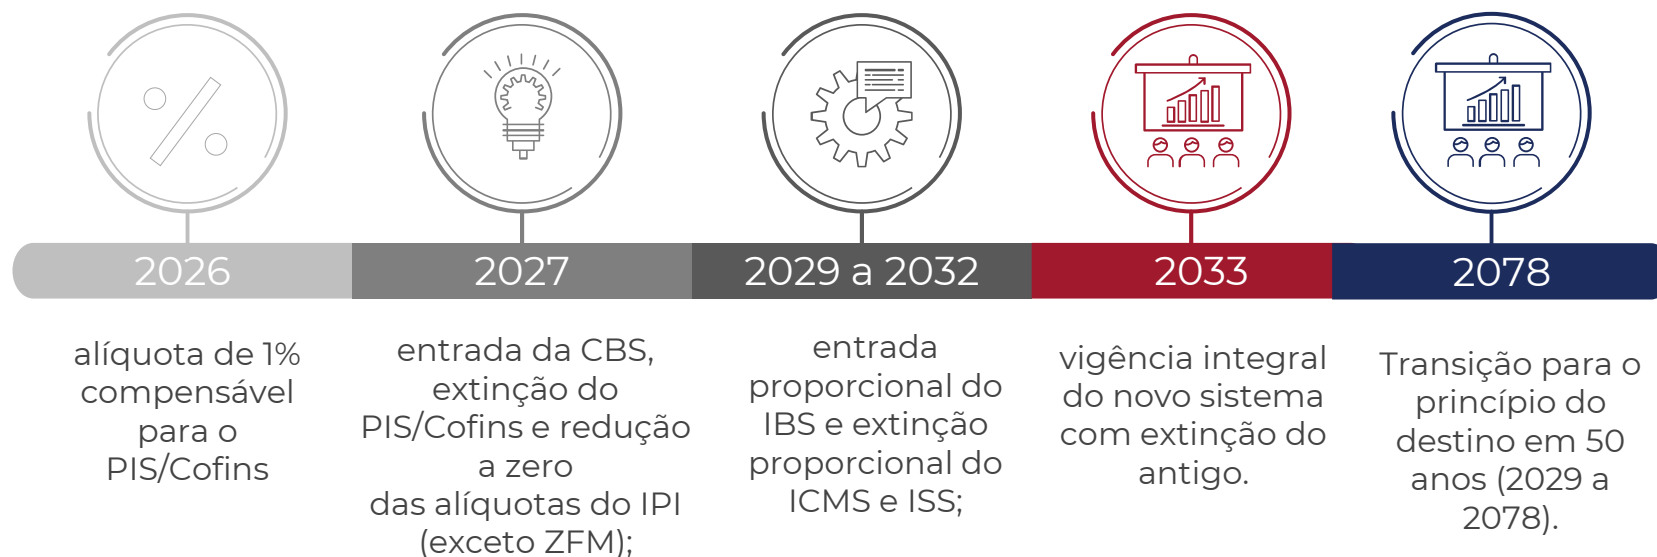 2026
alíquota de 1%
compensável
para o
PIS/Cofins
2027
entrada da CBS,
extinção do
PIS/Cofins e redução
a zero
das alíquotas do IPI
(exceto ZFM);
2029 a 2032
entrada
proporcional do
IBS e extinção
proporcional do
ICMS e ISS;
2033
vigência integral
do novo sistema
com extinção do
antigo.
2078
Transição para o
princípio do
destino em 50
anos (2029 a
2078).